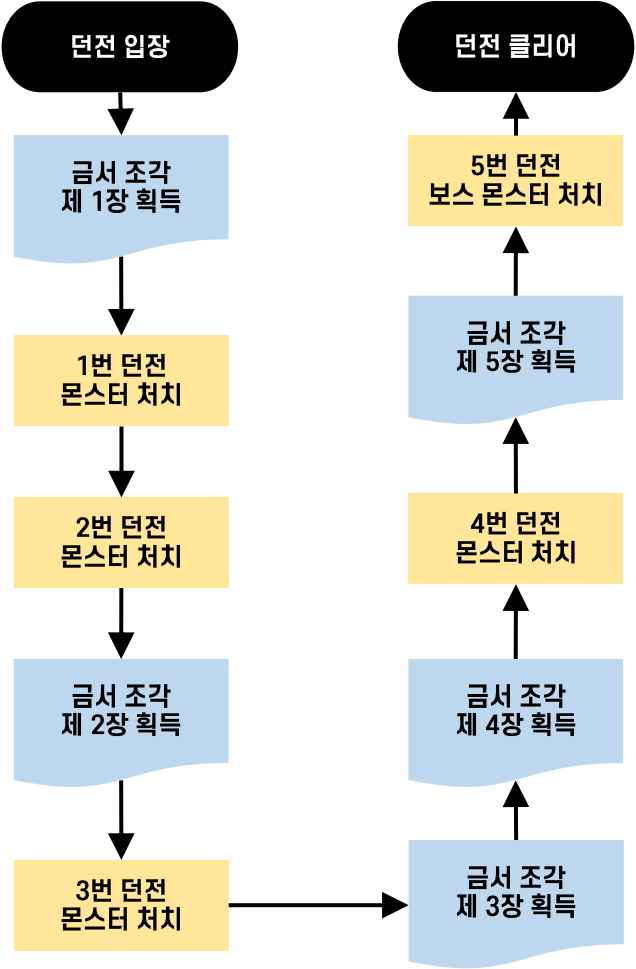 던전 입장
금서 조각
제 1장 획득
1번 던전
몬스터 처치
2번 던전
몬스터 처치
금서 조각
제 2장 획득
3번 던전
몬스터 처치
금서 조각
제 3장 획득
금서 조각
제 4장 획득
4번 던전
몬스터 처치
금서 조각
제 5장 획득
5번 던전
보스 몬스터 처치
던전 클리어